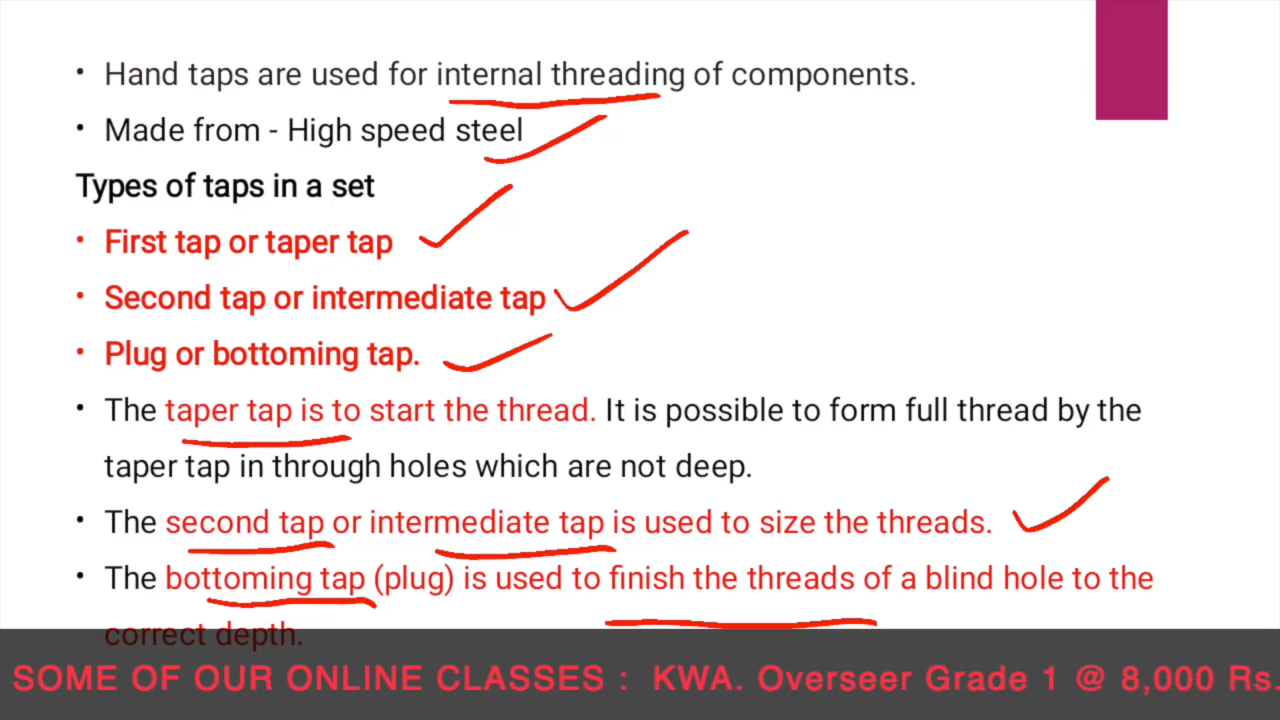 • Hand taps are used for internal threading of components.
• Made from - High speed steel
Types of taps in a set
• First tap or taper tap
• Second tap or intermediate tap
• Plug or bottoming tap.
• The taper tap is to start the thread. It is possible to form full thread by the
taper tap in through holes which are not deep.
• The second tap or intermediate tap is used to size the threads.
• The bottoming tap (plug) is used to finish the threads of a blind hole to the
correct depth.
SOME OF OUR ONLINE CLASSES : KWA. Overseer Grade 1 @ 8,000 Rs.